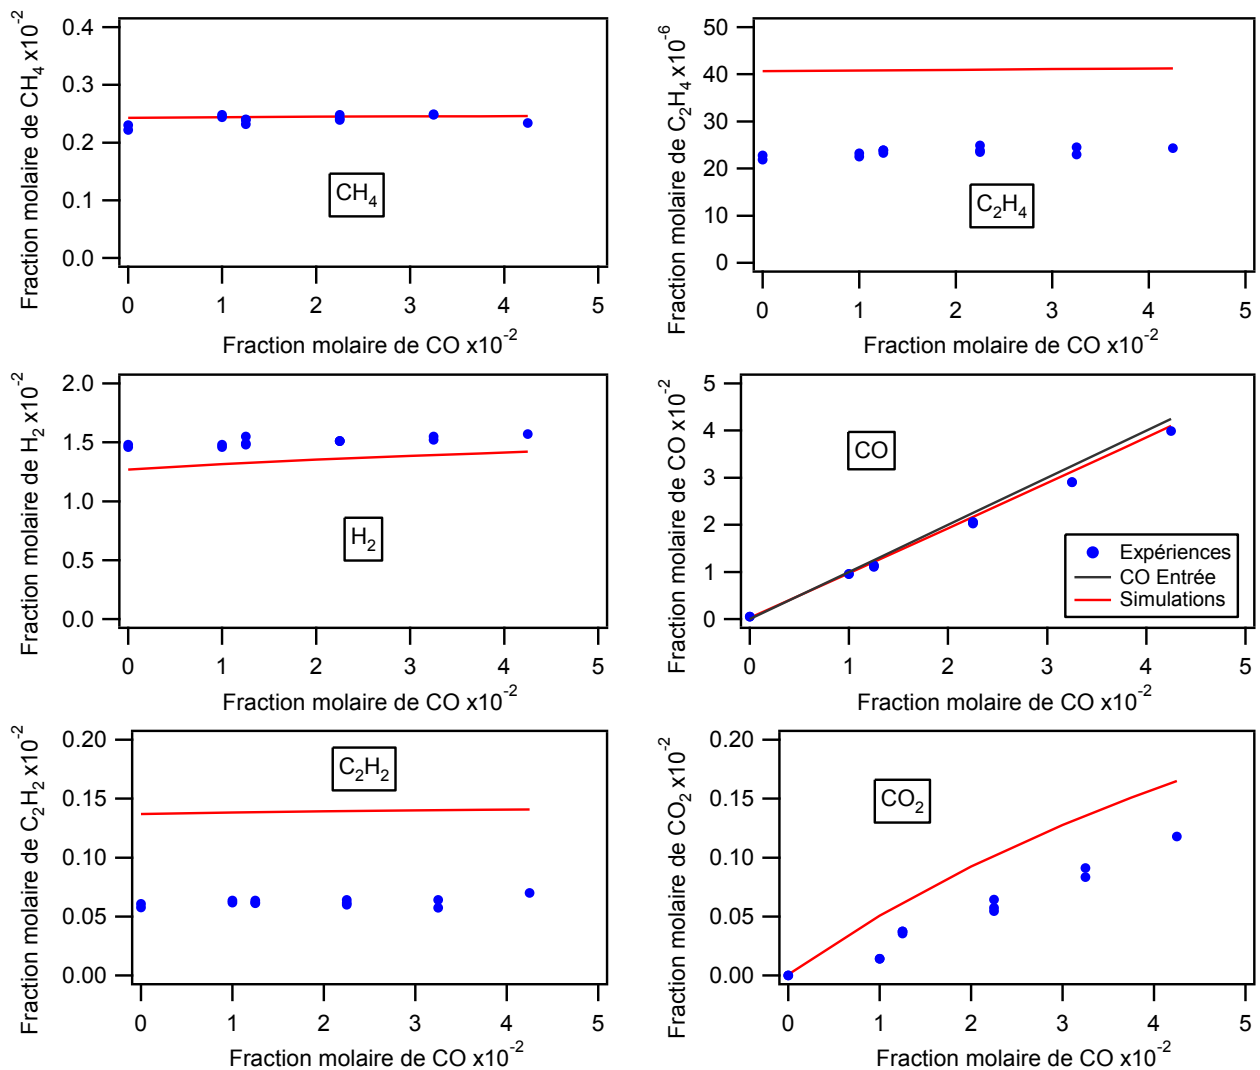 Fraction molaire de CH4 x10-2
0.4
0.3
0.2
0.1
0.0
CH4
0 1 2 3 4 5
Fraction molaire de CO x10-2
Fraction molaire de C2H4 x10-6
50
40
30
20
10
0
C2H4
0 1 2 3 4 5
Fraction molaire de CO x10-2
Fraction molaire de H2 x10-2
2.0
1.5
1.0
0.5
0.0
H2
0 1 2 3 4 5
Fraction molaire de CO x10-2
Fraction molaire de CO x10-2
5
4
3
2
1
0
CO
Expériences
CO Entrée
Simulations
0 1 2 3 4 5
Fraction molaire de CO x10-2
Fraction molaire de C2H2 x10-2
0.20
0.15
0.10
0.05
0.00
C2H2
0 1 2 3 4 5
Fraction molaire de CO x10-2
Fraction molaire de CO2 x10-2
0.20
0.15
0.10
0.05
0.00
CO2
0 1 2 3 4 5
Fraction molaire de CO x10-2